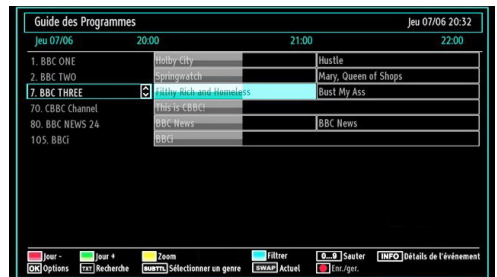 Guide des Programmes Jeu 07/06 20:32
Jeu 07/06 20:00 21:00 22:00
1. BBC ONE Holby City Hustle
2. BBC TWO Springwatch Mary, Queen of Shops
7. BBC THREE Filthy Rich and Homeless Bust My Ass
70. CBBC Channel This is CBBC!
80. BBC NEWS 24 BBC News BBC News
105. BBCi BBCi
Jour - Jour + Zoom Filtrer 0...9 Sauter INFO Détails de l'événement
OK Options TXT Recherche SUBTTL Sélectionner un genre SWAP Actuel Enr./ger.